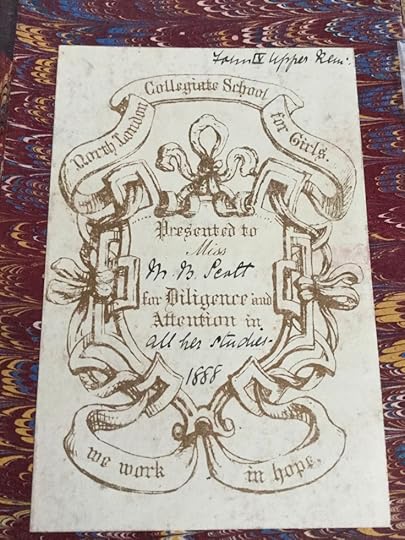 Form IV Upper Rem:
North London Collegiate School for Girls.
Presented to
Miss
M. B. Scott
for Diligence and
Attention in
all her studies
1888
we work in hope.